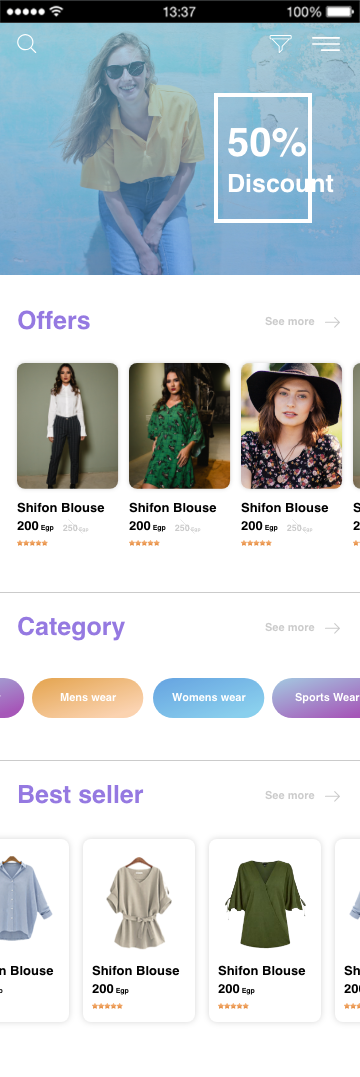 13:37
100%
50%
Discount
Offers
See more
Shifon Blouse
Shifon Blouse
Shifon Blouse
200 Egp 250 Egp
200 Egp 250 Egp
200 Egp 250 Egp
Category
See more
Mens wear
Womens wear
Sports Wear
Best seller
See more
n Blouse
Shifon Blouse
Shifon Blouse
Sh
200 Egp
200 Egp